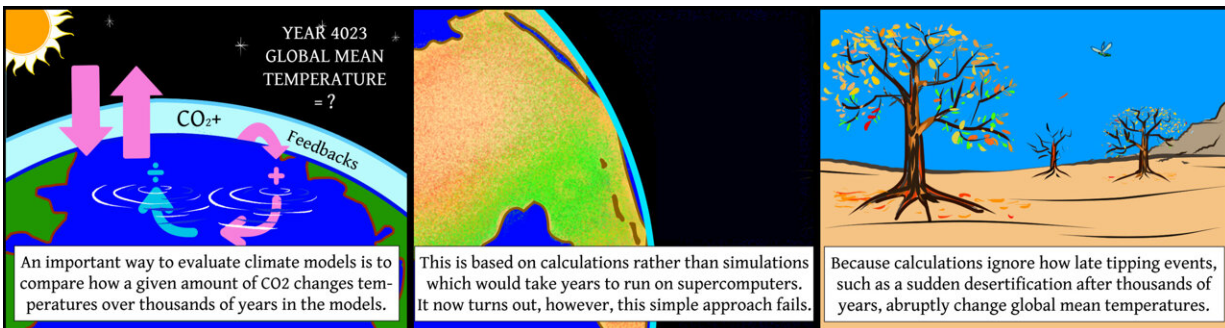 YEAR 4023
GLOBAL MEAN
TEMPERATURE
= ?
CO₂+
Feedbacks
÷
+
An important way to evaluate climate models is to
compare how a given amount of CO2 changes tem-
peratures over thousands of years in the models.
This is based on calculations rather than simulations
which would take years to run on supercomputers.
It now turns out, however, this simple approach fails.
Because calculations ignore how late tipping events,
such as a sudden desertification after thousands of
years, abruptly change global mean temperatures.